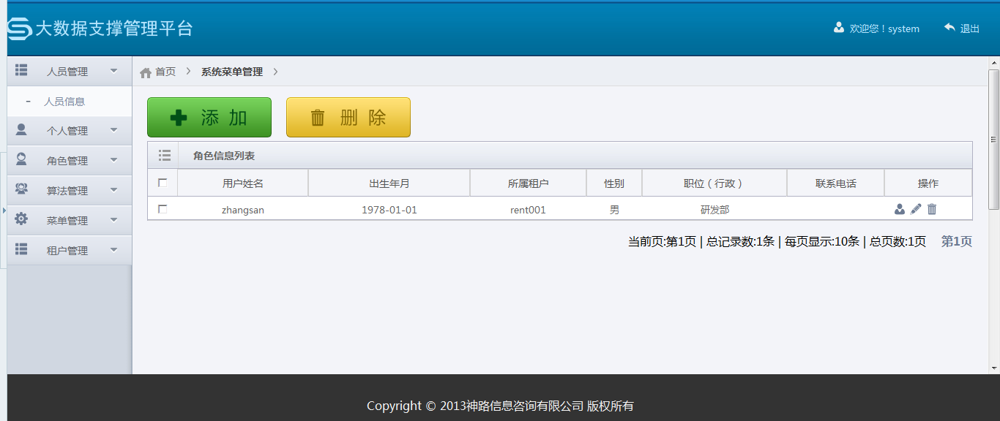 大数据支撑管理平台
欢迎您！system 退出
人员管理
- 人员信息
个人管理
角色管理
算法管理
菜单管理
租户管理
首页 > 系统菜单管理 >
添 加 删 除
角色信息列表
用户姓名 出生年月 所属租户 性别 职位（行政） 联系电话 操作
zhangsan 1978-01-01 rent001 男 研发部
当前页:第1页 | 总记录数:1条 | 每页显示:10条 | 总页数:1页 第1页
Copyright © 2013神路信息咨询有限公司 版权所有